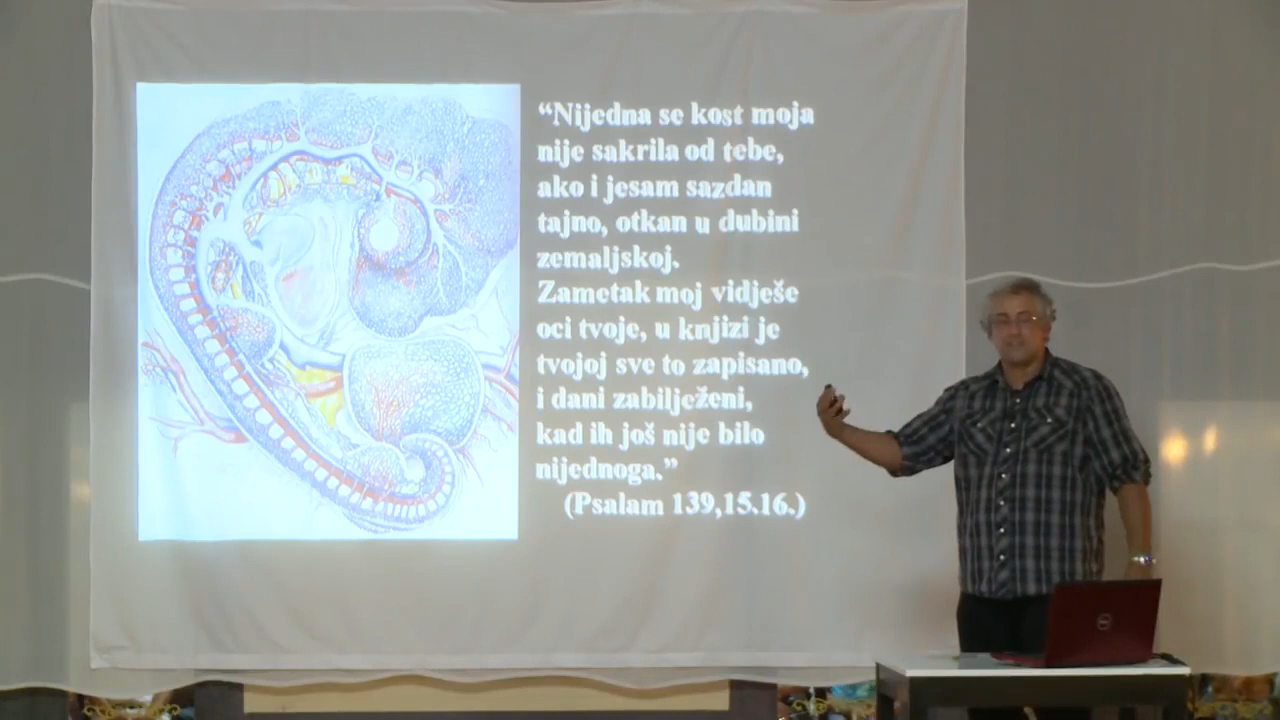 “Nijedna se kost moja
nije sakrila od tebe,
ako i jesam sazdan
tajno, otkan u dubini
zemaljskoj.
Zametak moj vidješe
oci tvoje, u knjizi je
tvojoj sve to zapisano,
i dani zabilježeni,
kad ih još nije bilo
nijednoga.”
(Psalam 139,15.16.)
DELL